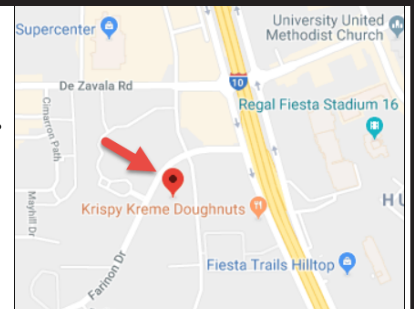 University United
Methodist Church
Supercenter
10
De Zavala Rd
Regal Fiesta Stadium 16
Cimarron Path
Mayhill Dr
Krispy Kreme Doughnuts
HU
Fiesta Trails Hilltop
Farinon Dr